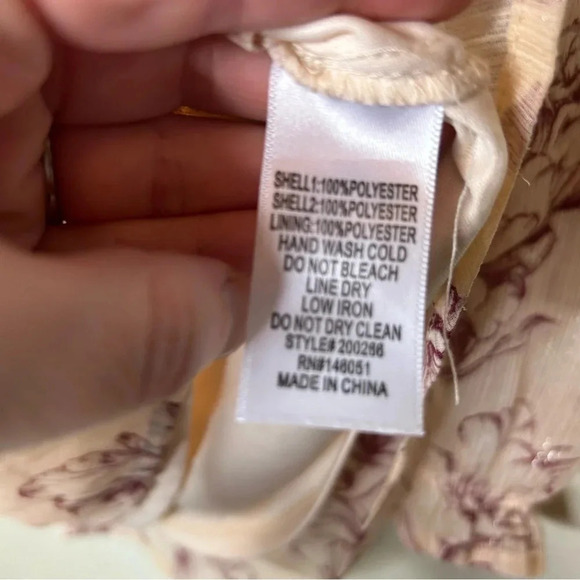 SHELL1:100%POLYESTER
SHELL2:100%POLYESTER
LINING:100%POLYESTER
HAND WASH COLD
DO NOT BLEACH
LINE DRY
LOW IRON
DO NOT DRY CLEAN
STYLE#200266
RN#146051
MADE IN CHINA